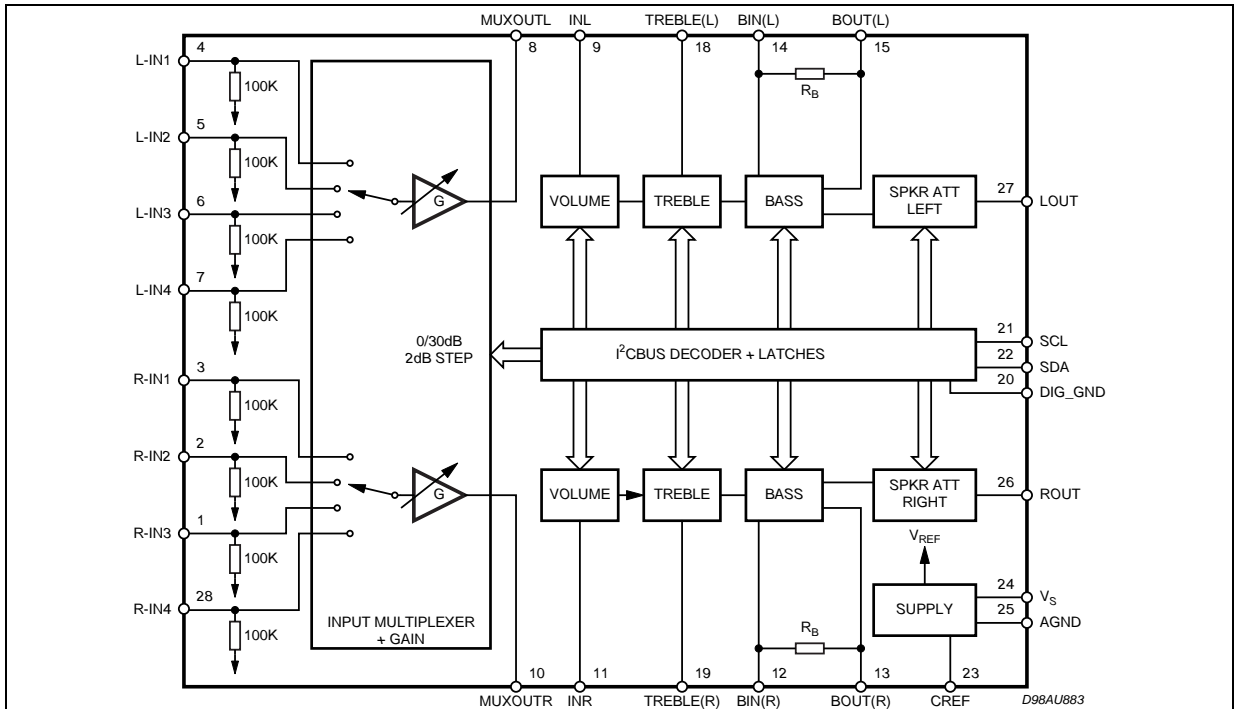 MUXOUTL INL TREBLE(L) BIN(L) BOUT(L)
8 9 18 14 15
4
L-IN1
100K
R_B
5
L-IN2
100K
6
L-IN3
100K
G
VOLUME TREBLE BASS SPKR ATT LEFT
27 LOUT
7
L-IN4
100K
0/30dB
2dB STEP
I²CBUS DECODER + LATCHES
21 SCL
22 SDA
20 DIG_GND
3
R-IN1
100K
2
R-IN2
100K
G
VOLUME TREBLE BASS SPKR ATT RIGHT
26 ROUT
1
R-IN3
100K
V_REF
28
R-IN4
100K
INPUT MULTIPLEXER
+ GAIN
SUPPLY
24 V_S
25 AGND
R_B
10 11 19 12 13 23
MUXOUTR INR TREBLE(R) BIN(R) BOUT(R) CREF
D98AU883